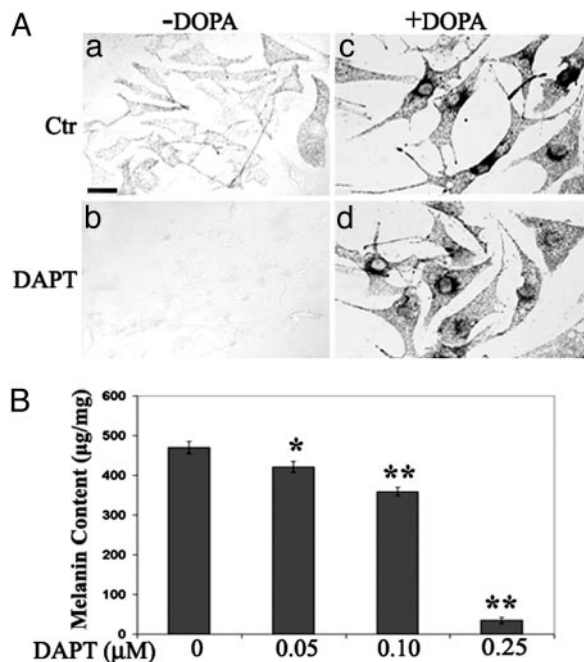 A
-DOPA +DOPA
a c
Ctr
b d
DAPT
B
Melanin Content (µg/mg)
600
500
400
300
200
100
0
* ** **
DAPT (µM) 0 0.05 0.10 0.25